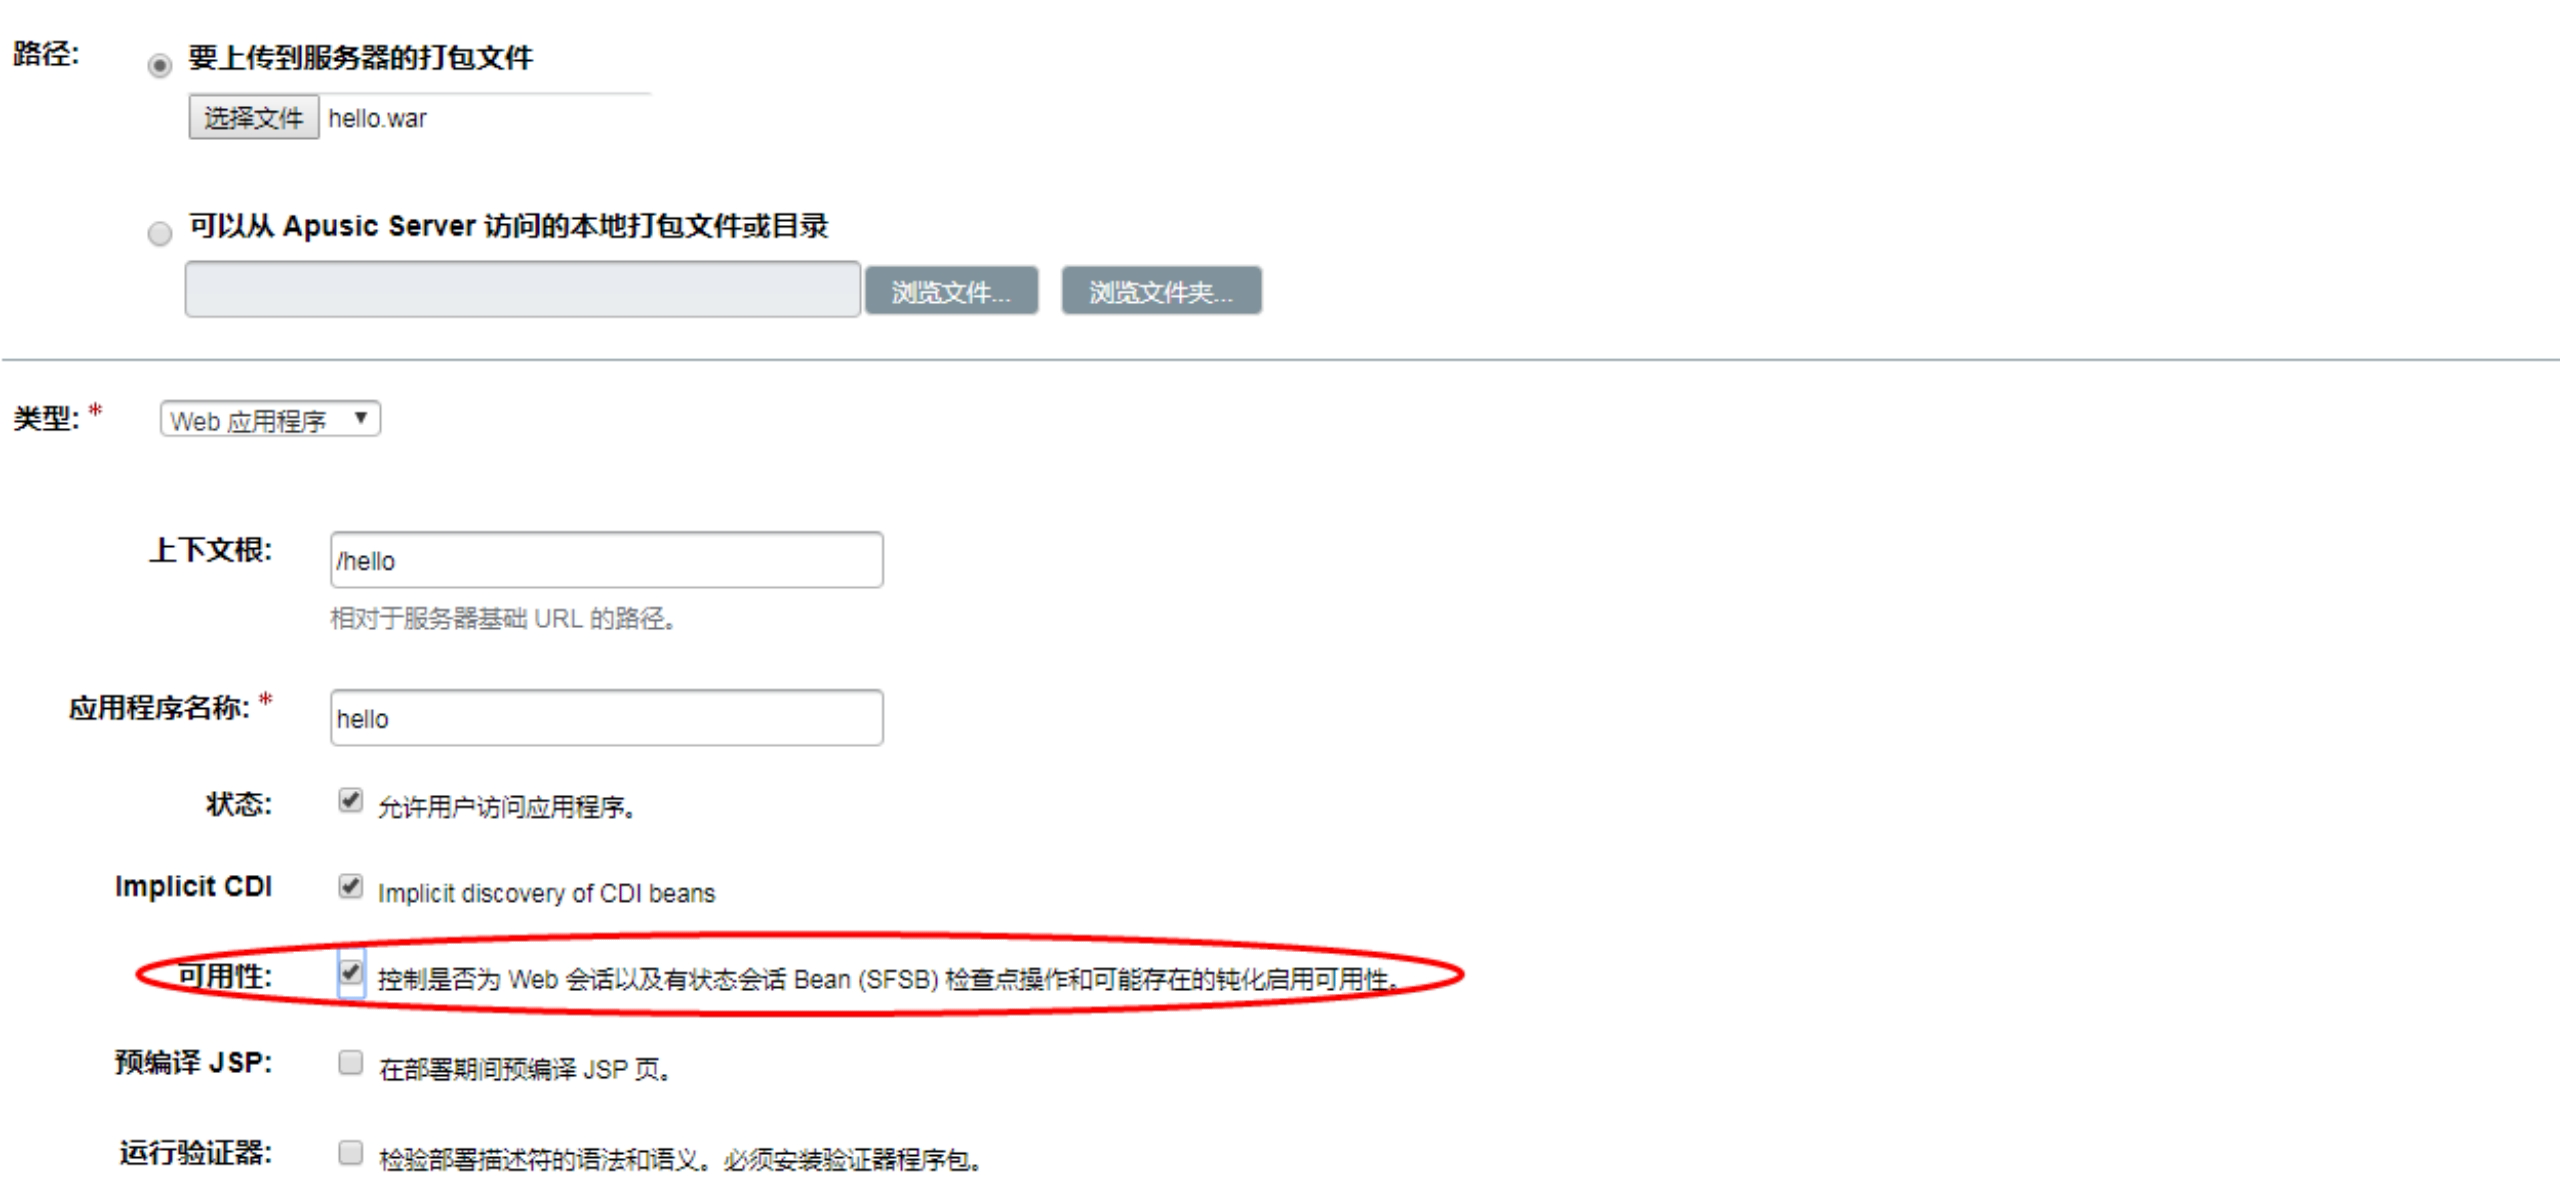 路径:
要上传到服务器的打包文件
选择文件 hello.war
可以从 Apusic Server 访问的本地打包文件或目录
浏览文件... 浏览文件夹...
类型: * Web 应用程序
上下文根: /hello
相对于服务器基础 URL 的路径。
应用程序名称: * hello
状态: 允许用户访问应用程序。
Implicit CDI Implicit discovery of CDI beans
可用性: 控制是否为 Web 会话以及有状态会话 Bean (SFSB) 检查点操作和可能存在的钝化启用可用性。
预编译 JSP: 在部署期间预编译 JSP 页。
运行验证器: 检验部署描述符的语法和语义。必须安装验证器程序包。